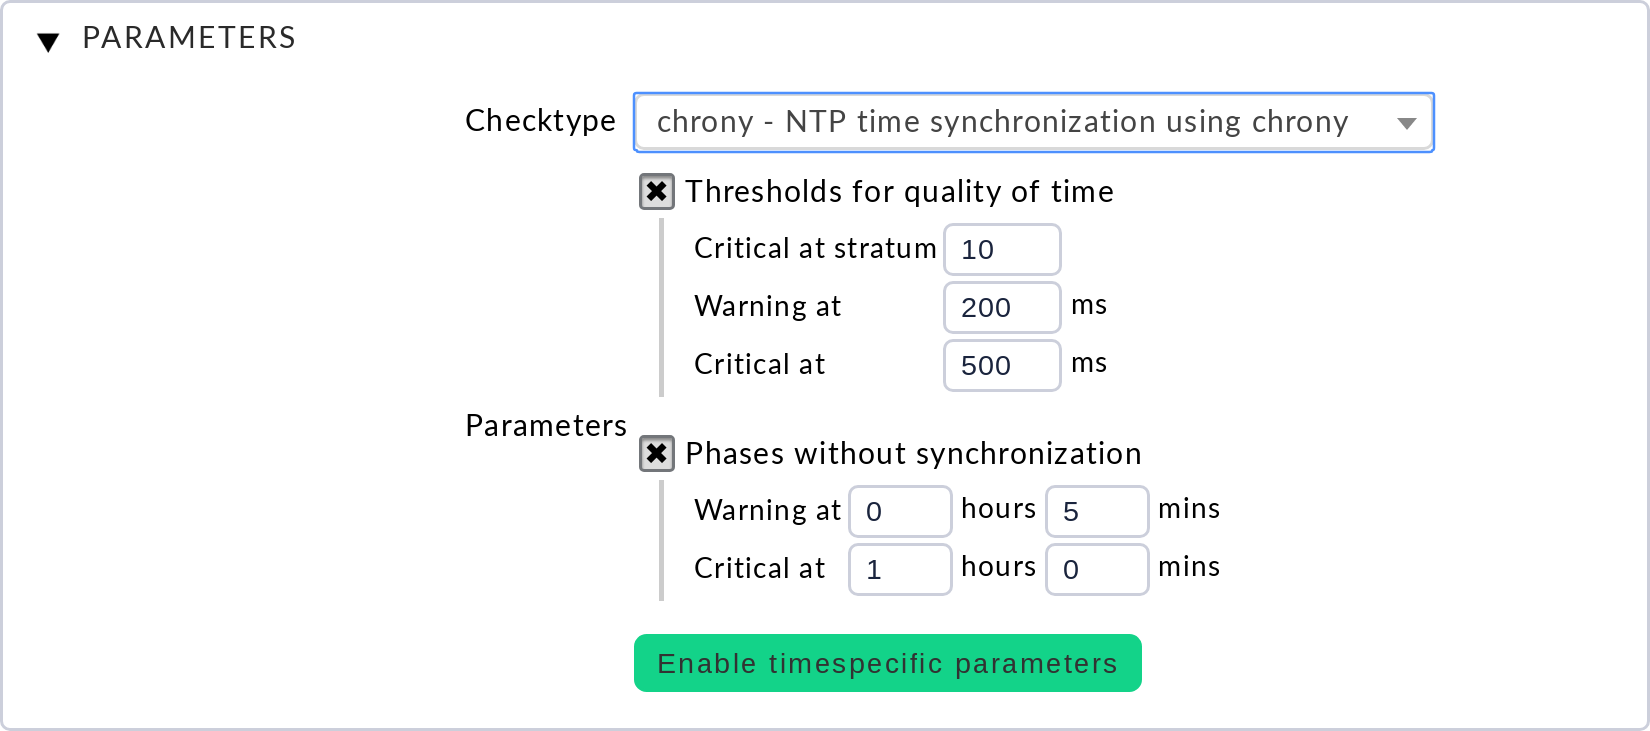 PARAMETERS
Checktype chrony - NTP time synchronization using chrony
Thresholds for quality of time
Critical at stratum 10
Warning at 200 ms
Critical at 500 ms
Parameters
Phases without synchronization
Warning at 0 hours 5 mins
Critical at 1 hours 0 mins
Enable timespecific parameters